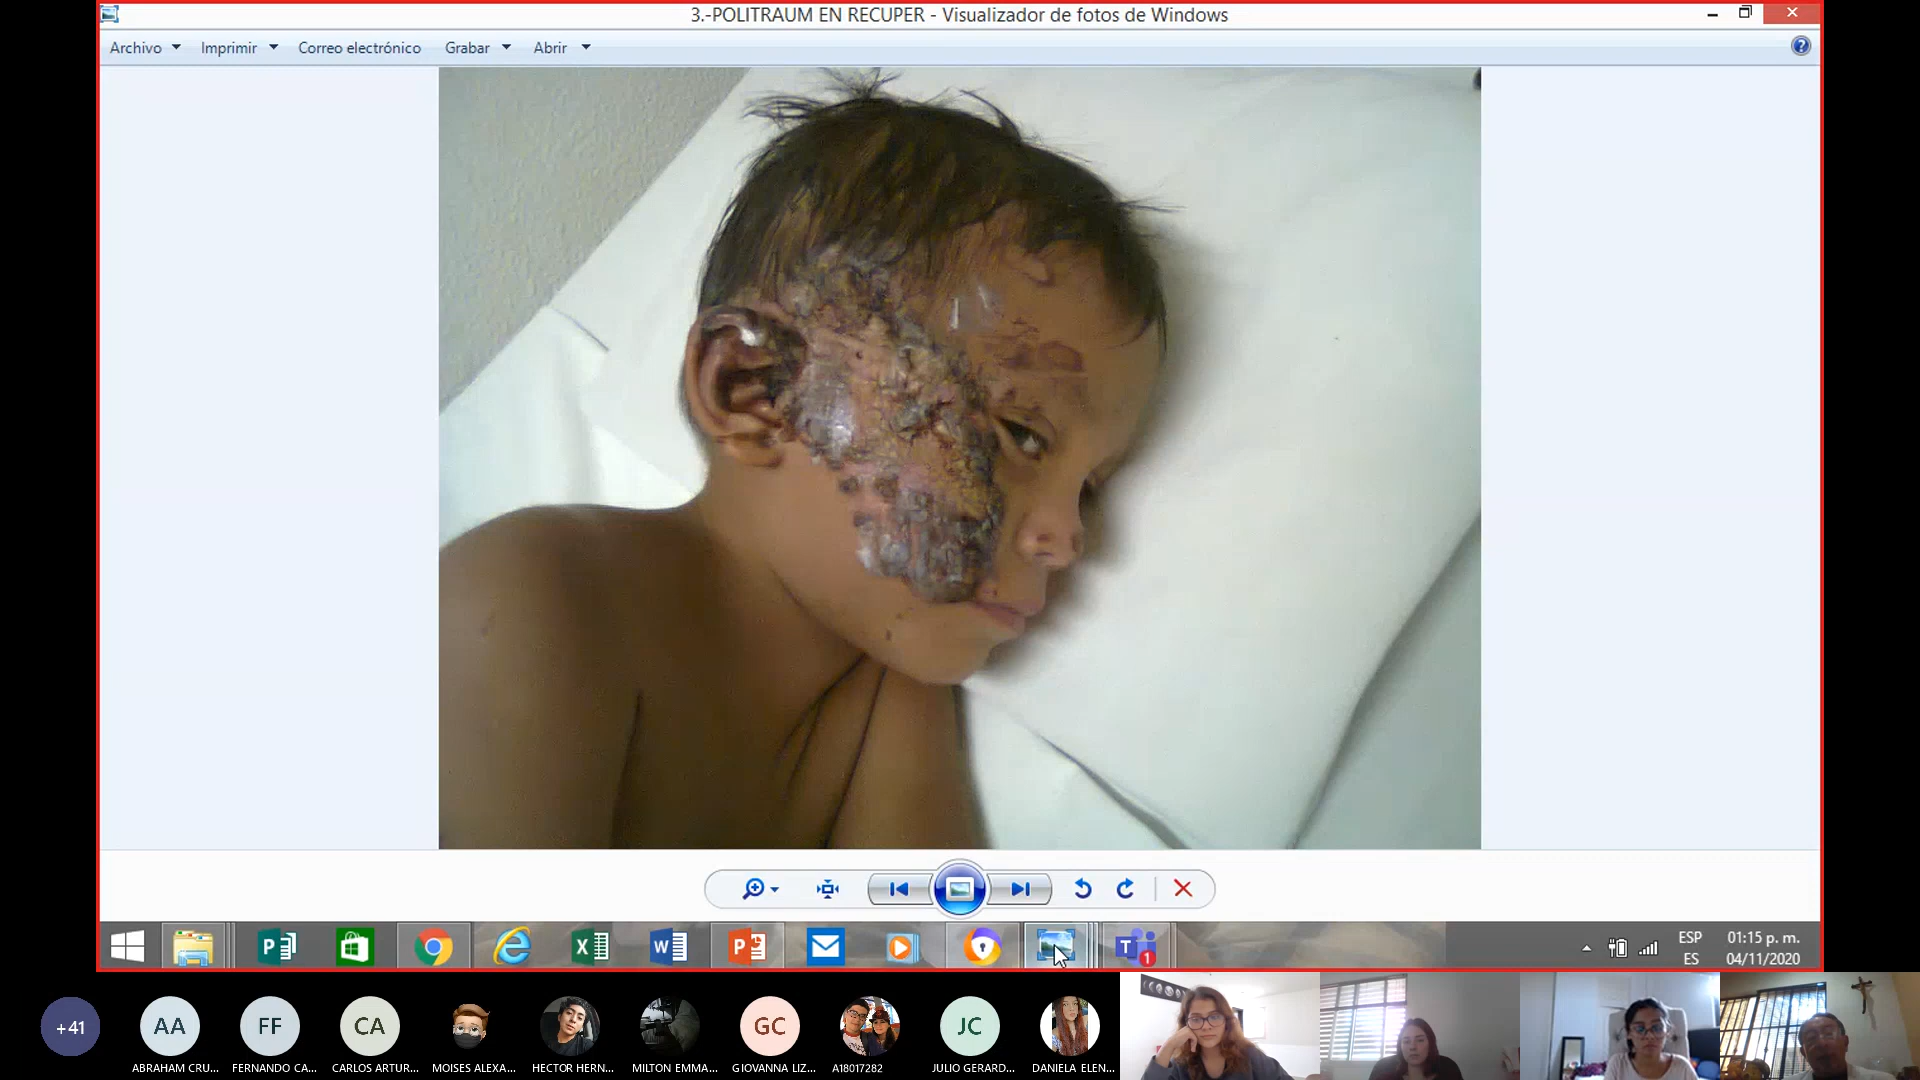 3.-POLITRAUM EN RECUPER - Visualizador de fotos de Windows
Archivo Imprimir Correo electrónico Grabar Abrir
ESP 01:15 p. m.
ES 04/11/2020
+41 AA FF CA GC JC
ABRAHAM CRU... FERNANDO CA... CARLOS ARTUR... MOISES ALEXA... HECTOR HERN... MILTON EMMA... GIOVANNA LIZ... A18017282 JULIO GERARD... DANIELA ELEN...